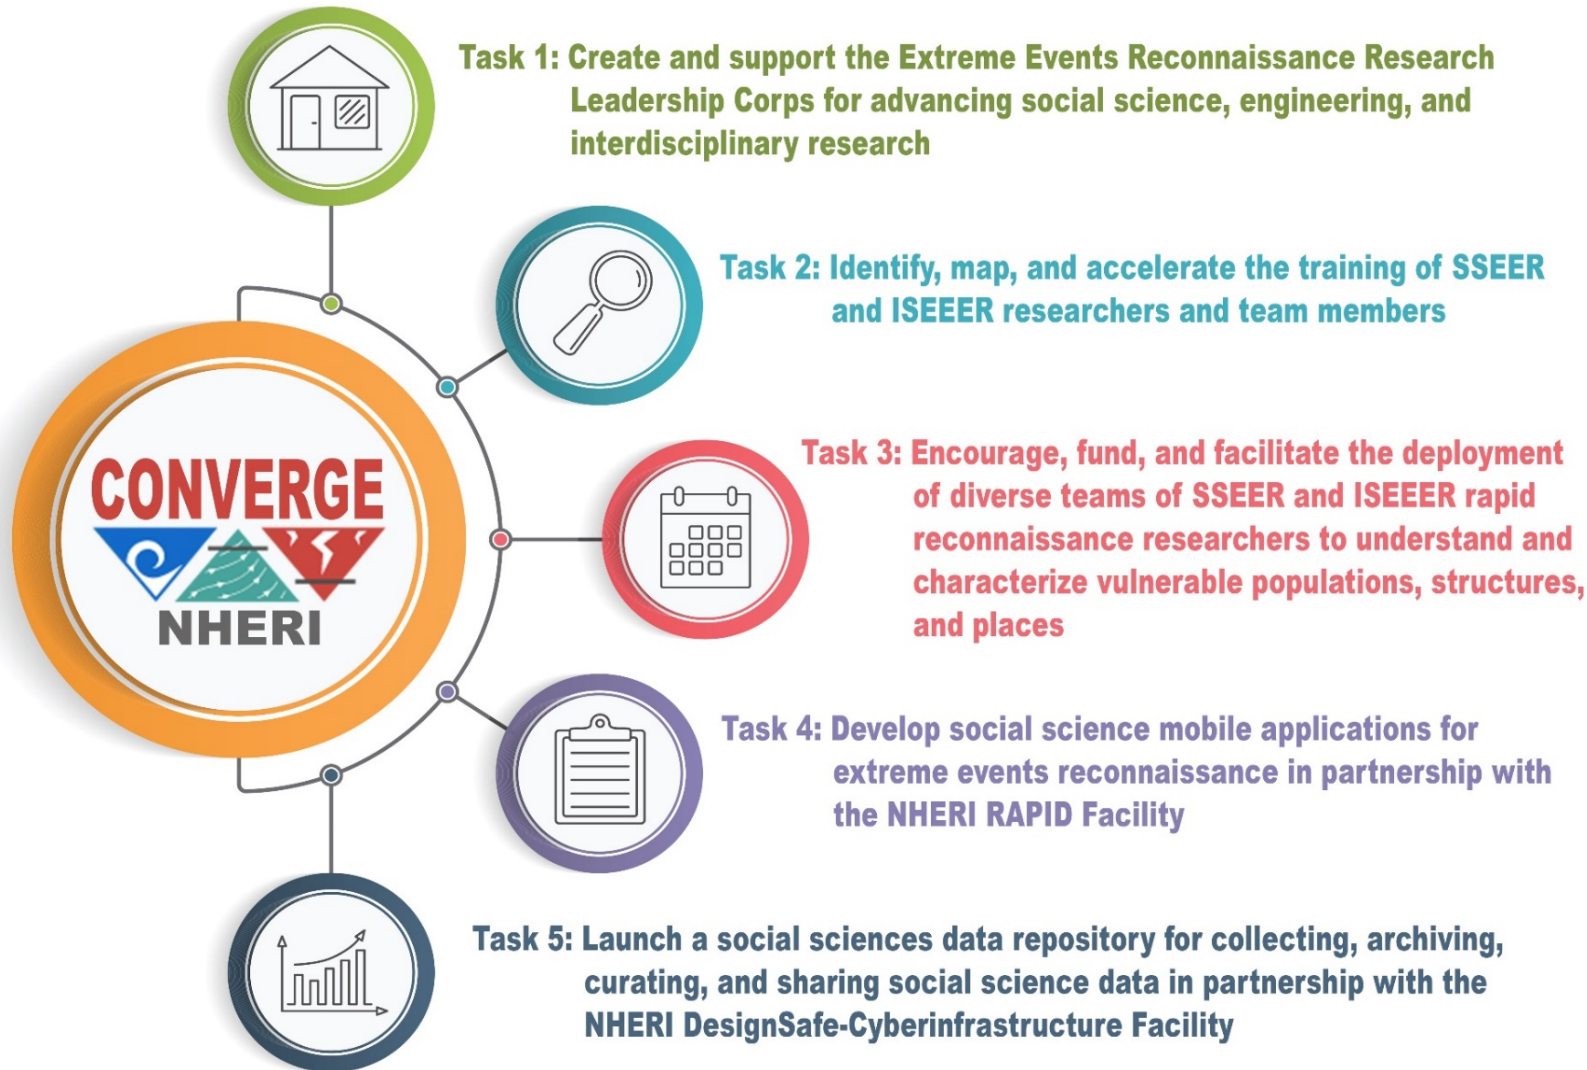 Task 1: Create and support the Extreme Events Reconnaissance Research
Leadership Corps for advancing social science, engineering, and
interdisciplinary research
Task 2: Identify, map, and accelerate the training of SSEER
and ISEEER researchers and team members
CONVERGE
NHERI
Task 3: Encourage, fund, and facilitate the deployment
of diverse teams of SSEER and ISEEER rapid
reconnaissance researchers to understand and
characterize vulnerable populations, structures,
and places
Task 4: Develop social science mobile applications for
extreme events reconnaissance in partnership with
the NHERI RAPID Facility
Task 5: Launch a social sciences data repository for collecting, archiving,
curating, and sharing social science data in partnership with the
NHERI DesignSafe-Cyberinfrastructure Facility